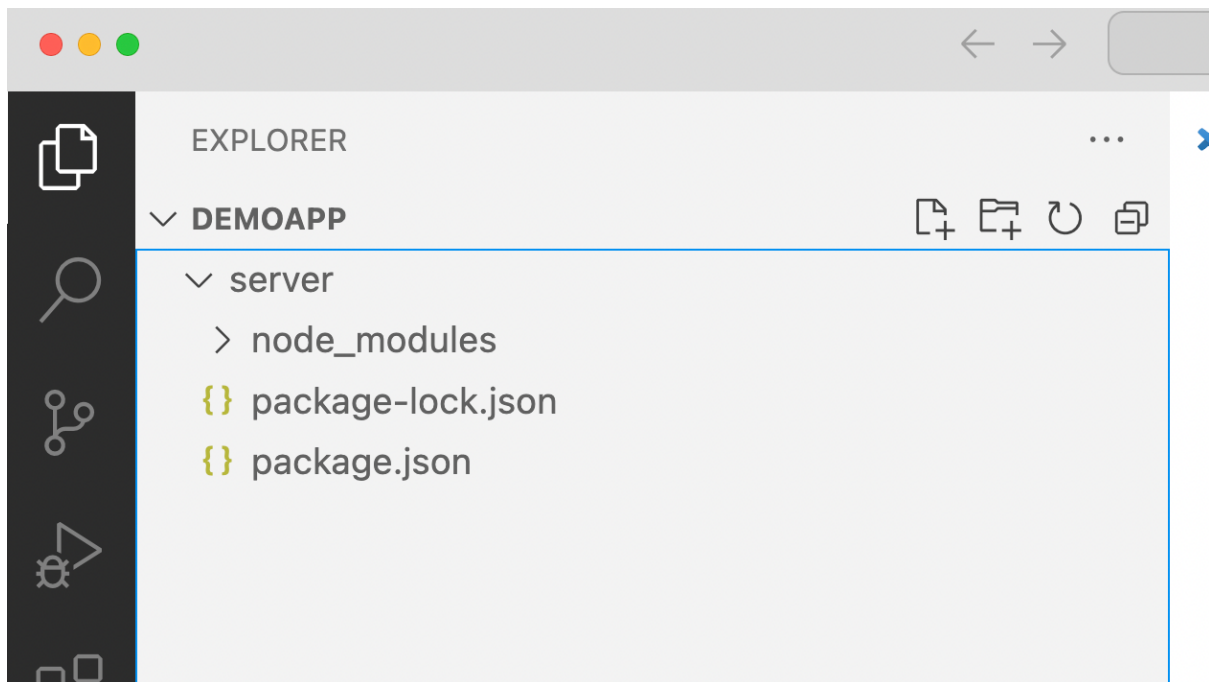 EXPLORER
DEMOAPP
server
node_modules
{} package-lock.json
{} package.json